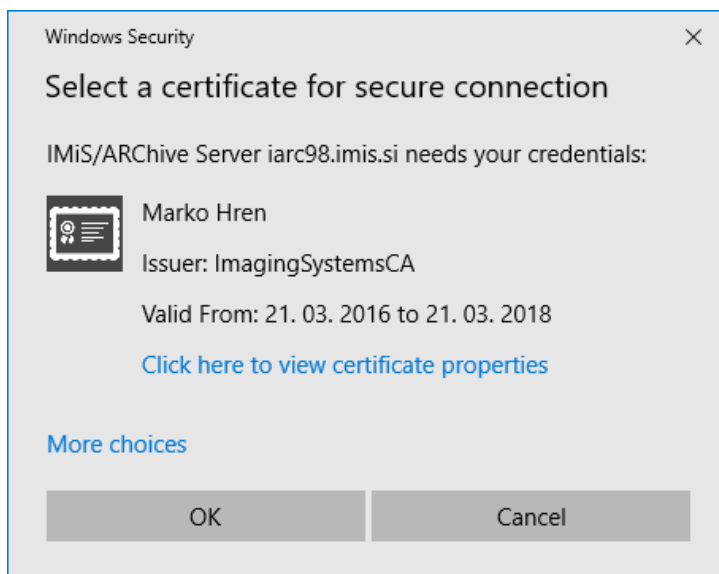 Windows Security
Select a certificate for secure connection
IMiS/ARChive Server iarc98.imis.si needs your credentials:
Marko Hren
Issuer: ImagingSystemsCA
Valid From: 21. 03. 2016 to 21. 03. 2018
Click here to view certificate properties
More choices
OK
Cancel